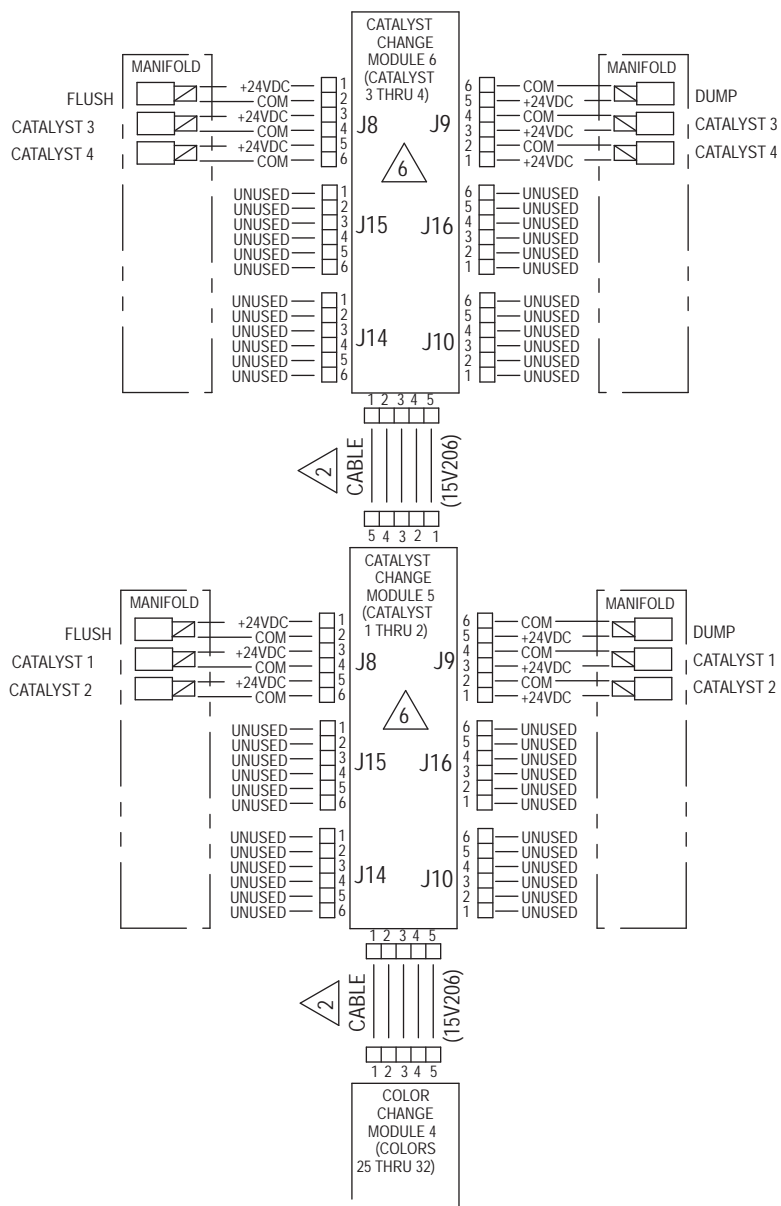 CATALYST
CHANGE
MODULE 6
(CATALYST
3 THRU 4)
MANIFOLD
FLUSH
CATALYST 3
CATALYST 4
+24VDC 1
COM 2
+24VDC 3
COM 4
+24VDC 5
COM 6
J8
J9
6
6 COM
5 +24VDC
4 COM
3 +24VDC
2 COM
1 +24VDC
MANIFOLD
DUMP
CATALYST 3
CATALYST 4
UNUSED 1
UNUSED 2
UNUSED 3
UNUSED 4
UNUSED 5
UNUSED 6
J15
J16
6 UNUSED
5 UNUSED
4 UNUSED
3 UNUSED
2 UNUSED
1 UNUSED
UNUSED 1
UNUSED 2
UNUSED 3
UNUSED 4
UNUSED 5
UNUSED 6
J14
J10
6 UNUSED
5 UNUSED
4 UNUSED
3 UNUSED
2 UNUSED
1 UNUSED
1 2 3 4 5
2
CABLE
(15V206)
5 4 3 2 1
CATALYST
CHANGE
MODULE 5
(CATALYST
1 THRU 2)
MANIFOLD
FLUSH
CATALYST 1
CATALYST 2
+24VDC 1
COM 2
+24VDC 3
COM 4
+24VDC 5
COM 6
J8
J9
6
6 COM
5 +24VDC
4 COM
3 +24VDC
2 COM
1 +24VDC
MANIFOLD
DUMP
CATALYST 1
CATALYST 2
UNUSED 1
UNUSED 2
UNUSED 3
UNUSED 4
UNUSED 5
UNUSED 6
J15
J16
6 UNUSED
5 UNUSED
4 UNUSED
3 UNUSED
2 UNUSED
1 UNUSED
UNUSED 1
UNUSED 2
UNUSED 3
UNUSED 4
UNUSED 5
UNUSED 6
J14
J10
6 UNUSED
5 UNUSED
4 UNUSED
3 UNUSED
2 UNUSED
1 UNUSED
1 2 3 4 5
2
CABLE
(15V206)
1 2 3 4 5
COLOR
CHANGE
MODULE 4
(COLORS
25 THRU 32)